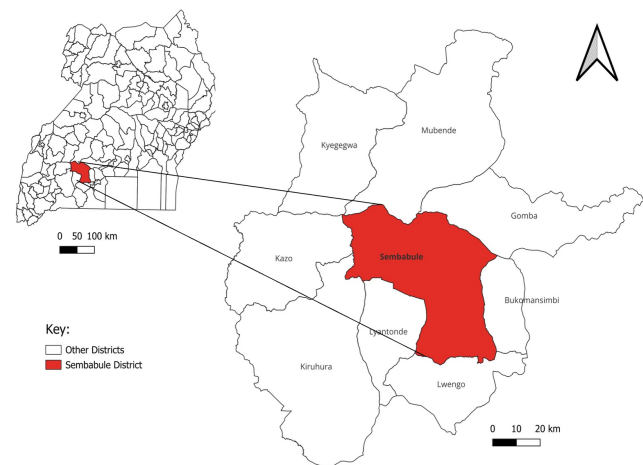 Kyegegwa
Mubende
Gomba
Kazo
Sembabule
Bukomansimbi
Lyantonde
Kiruhura
Lwengo
0 50 100 km
Key:
Other Districts
Sembabule District
0 10 20 km